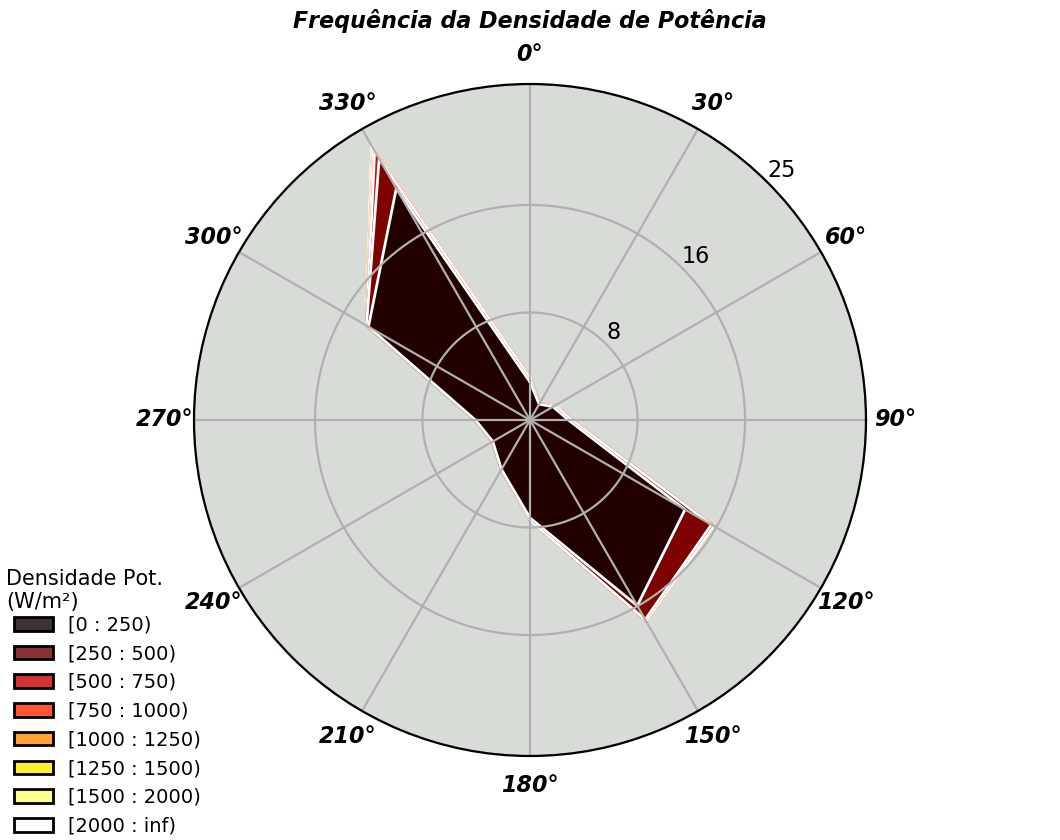 Frequência da Densidade de Potência
0°
330°
30°
25
300°
60°
16
8
270°
90°
240°
120°
210°
150°
180°
Densidade Pot.
(W/m²)
[0 : 250)
[250 : 500)
[500 : 750)
[750 : 1000)
[1000 : 1250)
[1250 : 1500)
[1500 : 2000)
[2000 : inf)